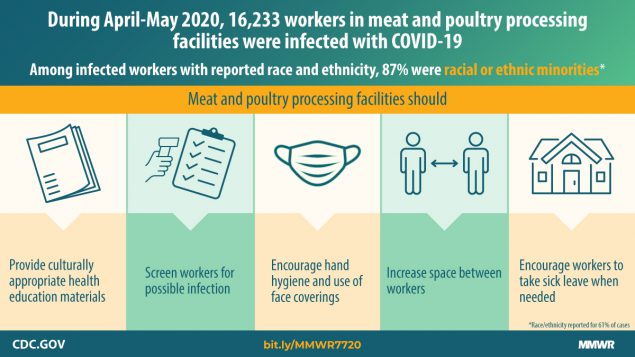 During April-May 2020, 16,233 workers in meat and poultry processing
facilities were infected with COVID-19
Among infected workers with reported race and ethnicity, 87% were racial or ethnic minorities*
Meat and poultry processing facilities should
Provide culturally
appropriate health
education materials
Screen workers for
possible infection
Encourage hand
hygiene and use of
face coverings
Increase space between
workers
Encourage workers to
take sick leave when
needed
*Race/ethnicity reported for 61% of cases
CDC.GOV
bit.ly/MMWR7720
MMWR